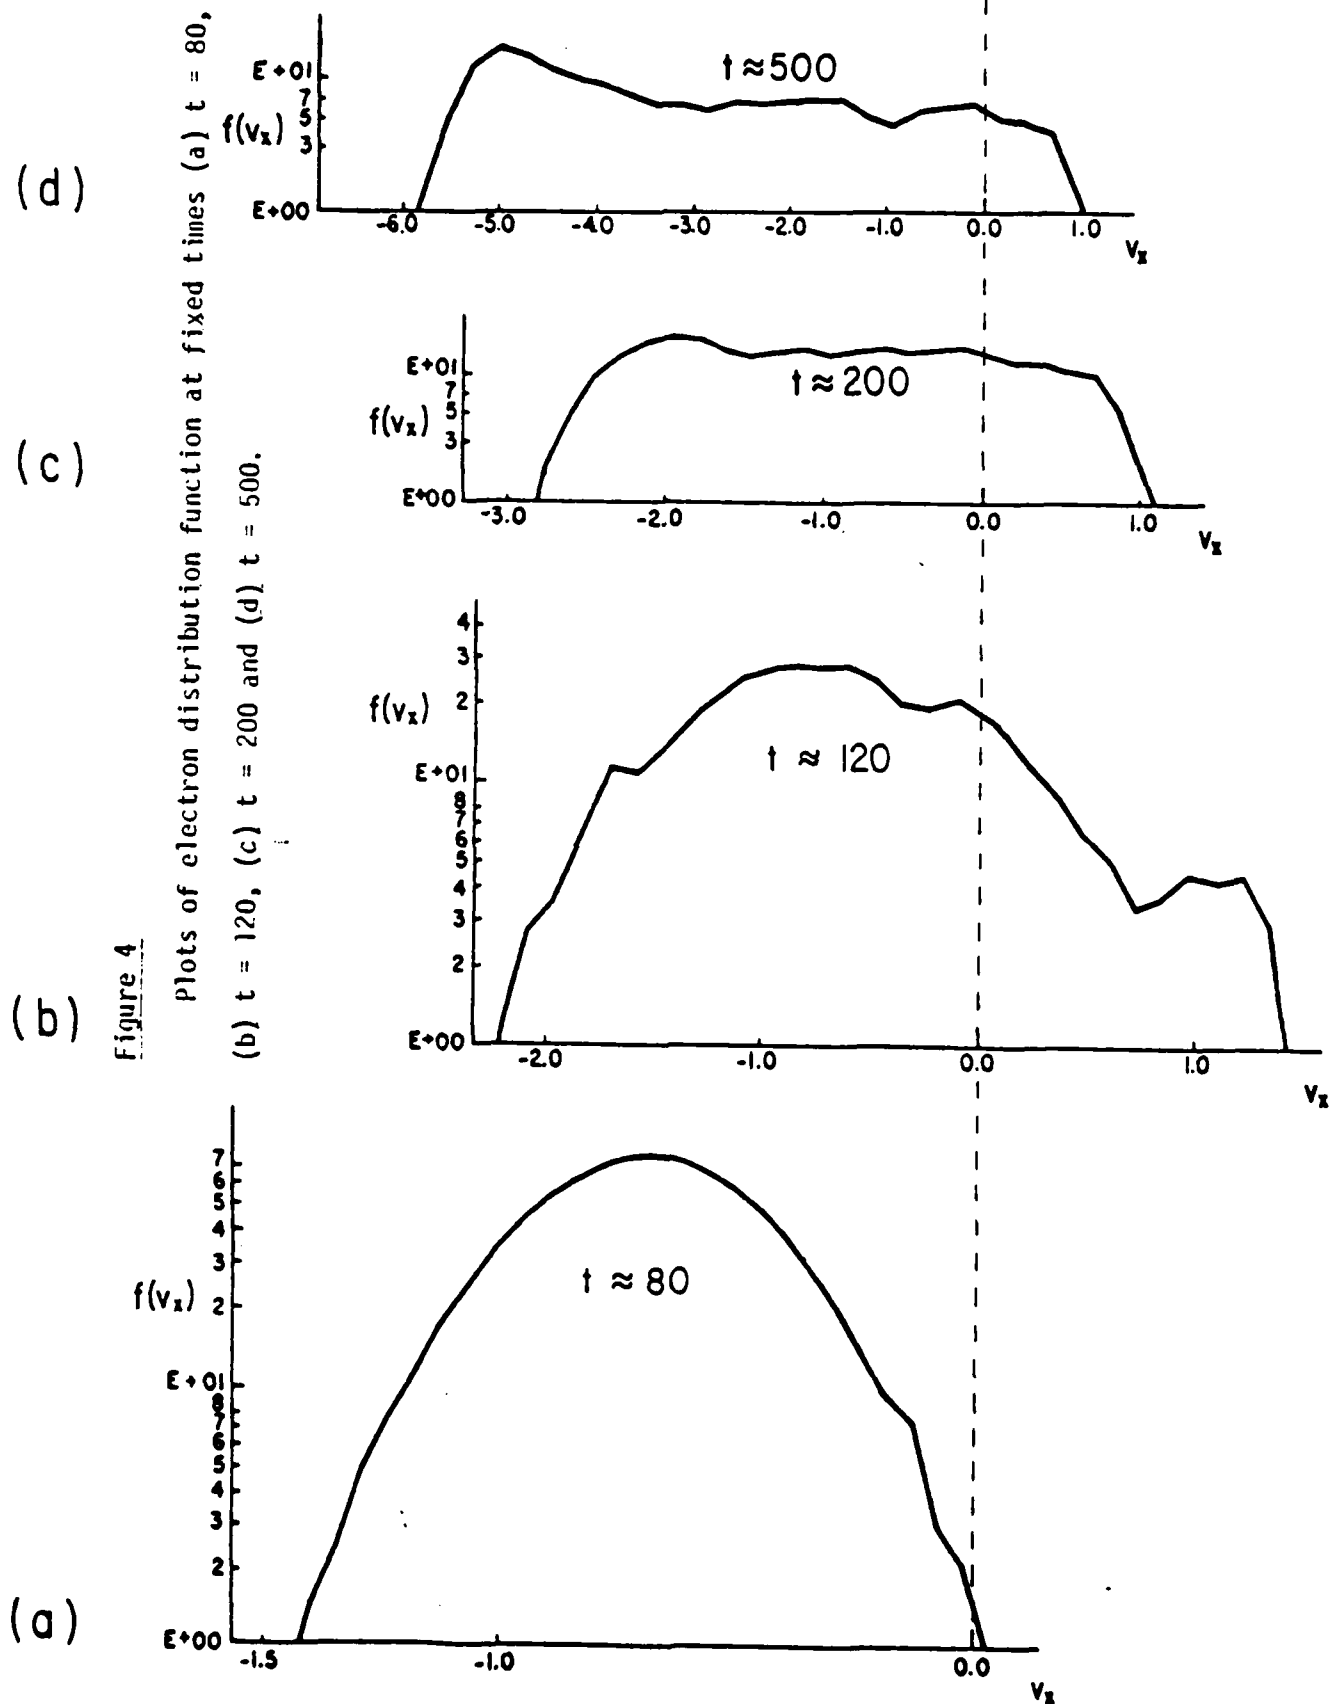 (d)
E+01
7
5
3
E+00
f(vx)
t≈500
-6.0 -5.0 -4.0 -3.0 -2.0 -1.0 0.0 1.0
Vx
(c)
E+01
7
5
3
E+00
f(vx)
t≈200
-3.0 -2.0 -1.0 0.0 1.0
Vx
(b)
4
3
2
E+01
8
7
6
5
4
3
2
E+00
f(vx)
t ≈ 120
-2.0 -1.0 0.0 1.0
Vx
(a)
7
6
5
4
3
2
E+01
8
7
6
5
4
3
2
E+00
f(vx)
t ≈ 80
-1.5 -1.0 0.0
Vx
Figure 4
Plots of electron distribution function at fixed times (a) t = 80,
(b) t = 120, (c) t = 200 and (d) t = 500.